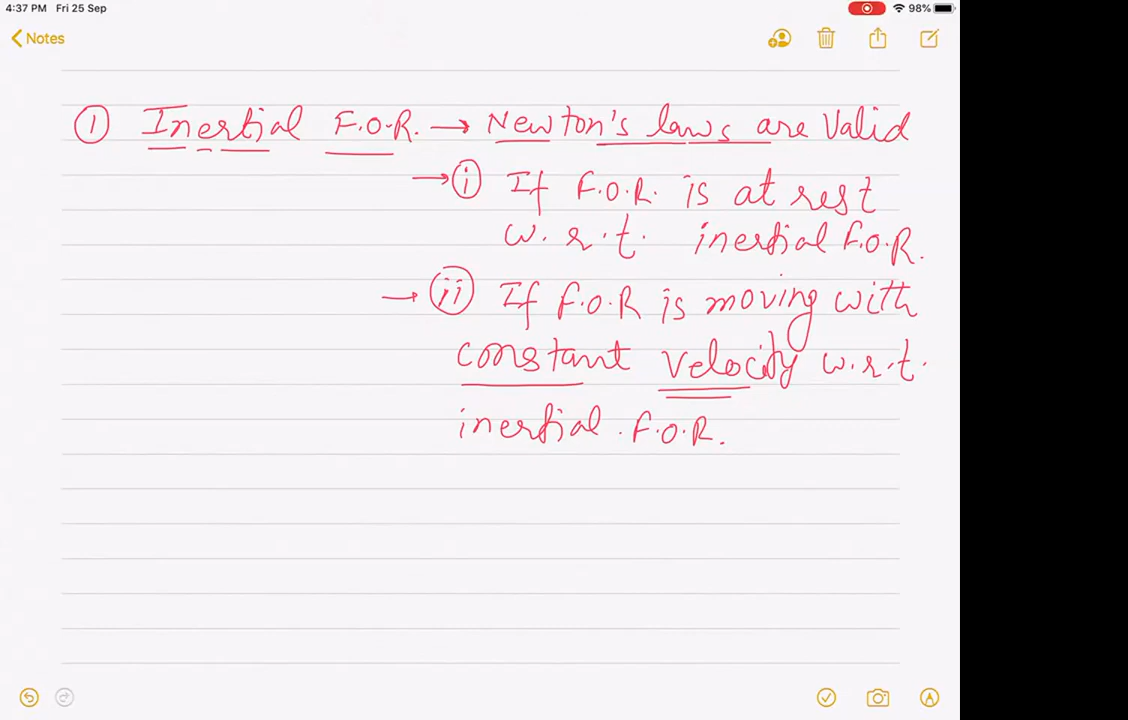 4:37 PM Fri 25 Sep
98%
Notes
① Inertial F.O.R. → Newton's laws are Valid
→ ⓘ If F.O.R. is at rest
w.r.t. inertial F.O.R.
→ ⓘⓘ If F.O.R is moving with
constant velocity w.r.t.
inertial F.O.R.